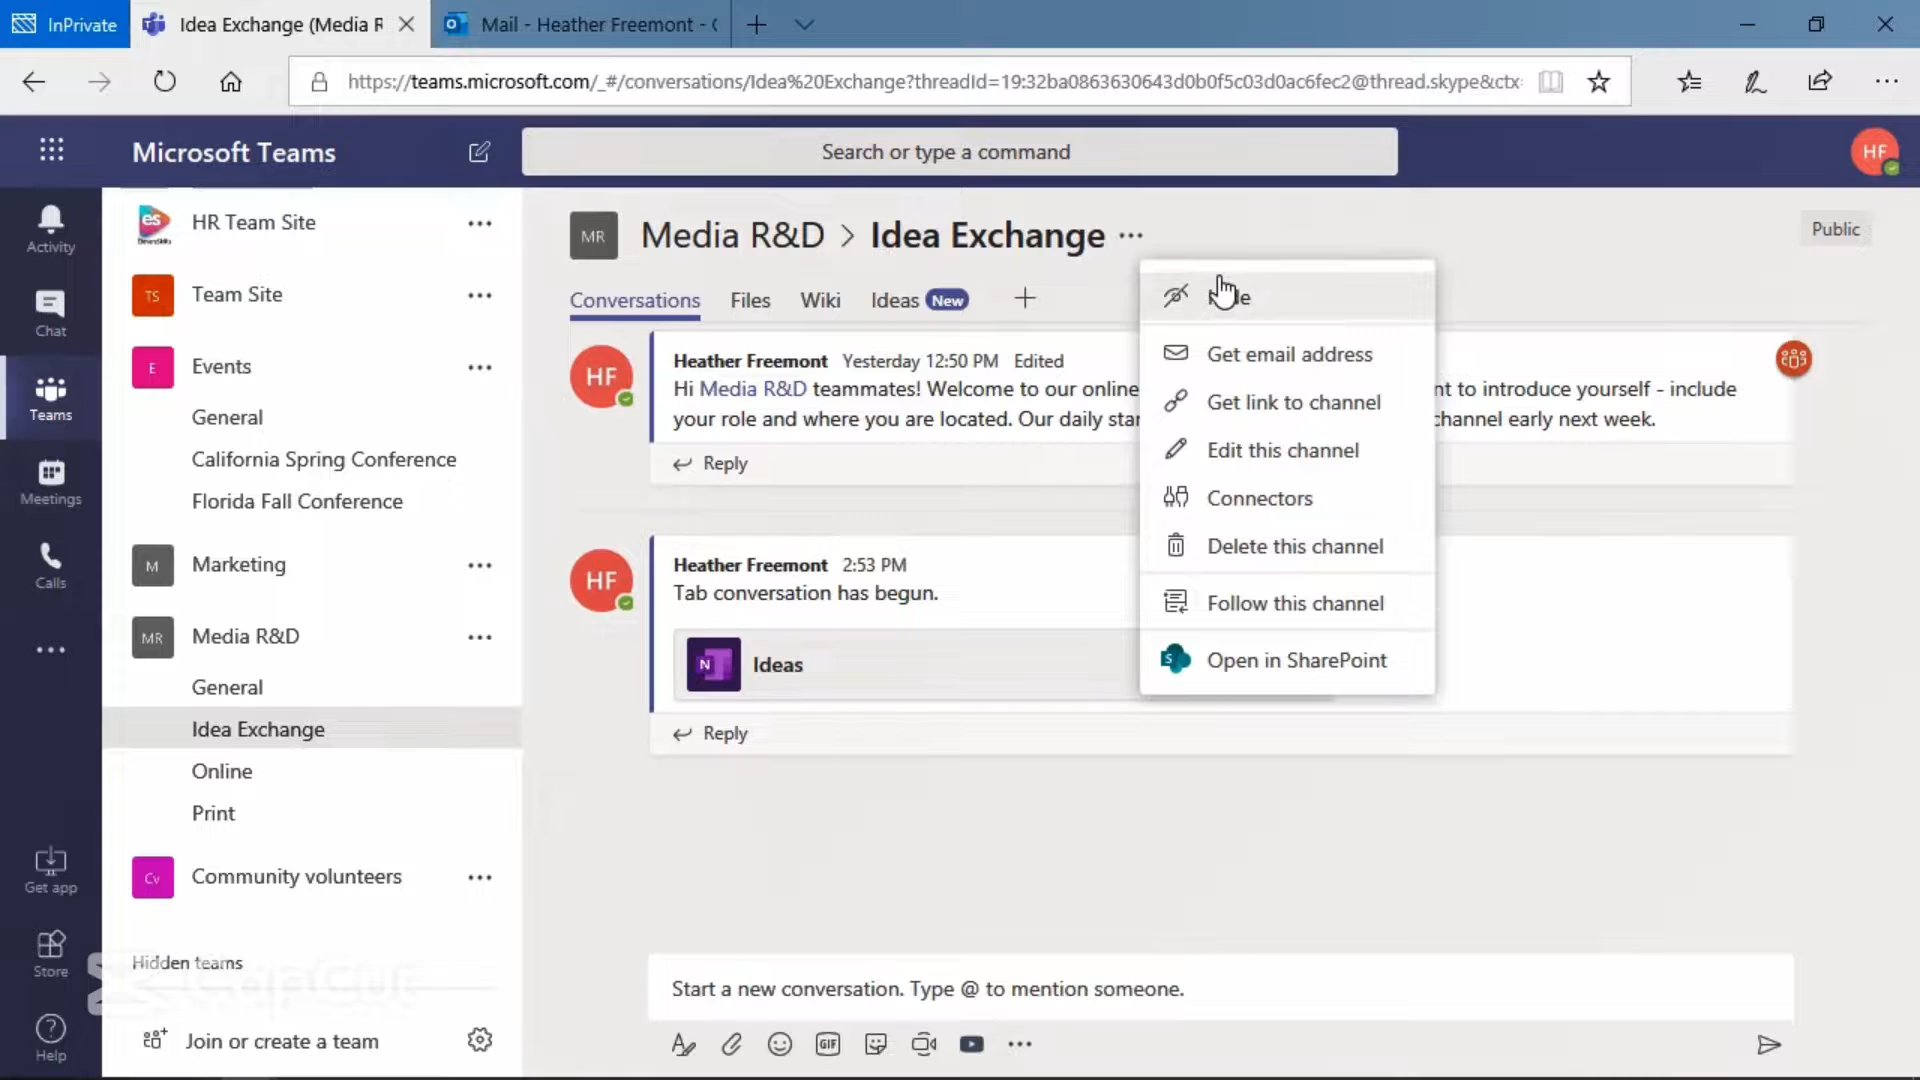 InPrivate
Idea Exchange (Media R
Mail - Heather Freemont -
https://teams.microsoft.com/_#/conversations/Idea%20Exchange?threadId=19:32ba0863630643d0b0f5c03d0ac6fec2@thread.skype&ctx
Microsoft Teams
Search or type a command
HF
Activity
Chat
Teams
Meetings
Calls
Get app
Store
Help
es
HR Team Site
TS
Team Site
E
Events
General
California Spring Conference
Florida Fall Conference
M
Marketing
MR
Media R&D
General
Idea Exchange
Online
Print
Cv
Community volunteers
Hidden teams
Join or create a team
MR
Media R&D > Idea Exchange
Public
Conversations
Files
Wiki
Ideas
New
HF
Heather Freemont Yesterday 12:50 PM Edited
Hi Media R&D teammates! Welcome to our online nt to introduce yourself - include
your role and where you are located. Our daily star channel early next week.
Reply
HF
Heather Freemont 2:53 PM
Tab conversation has begun.
N
Ideas
Reply
Get email address
Get link to channel
Edit this channel
Connectors
Delete this channel
Follow this channel
S
Open in SharePoint
Start a new conversation. Type @ to mention someone.
GIF